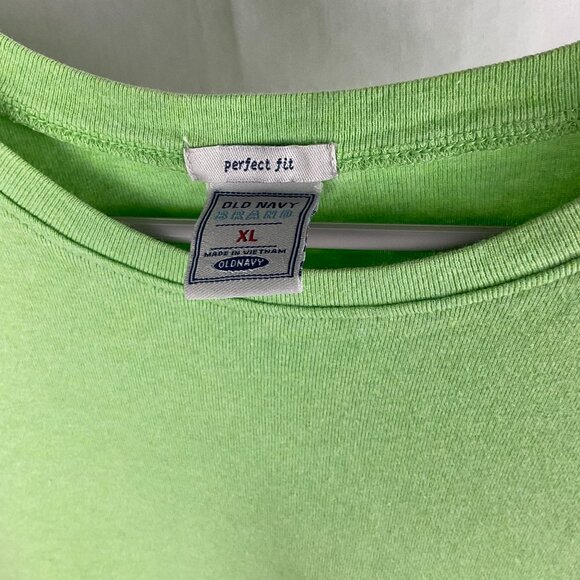 perfect fit
OLD NAVY
BRAND
XL
MADE IN VIETNAM
OLDNAVY